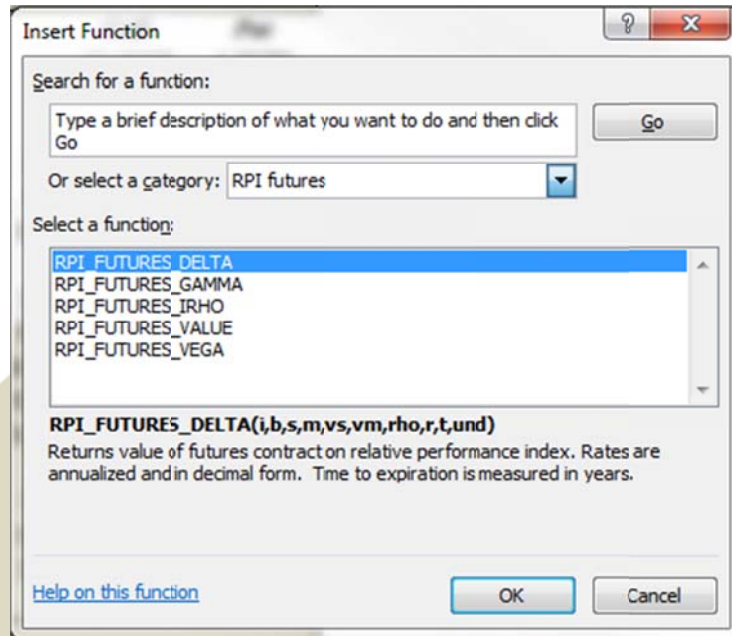 Insert Function
Search for a function:
Type a brief description of what you want to do and then click
Go
Go
Or select a category: RPI futures
Select a function:
RPI_FUTURES_DELTA
RPI_FUTURES_GAMMA
RPI_FUTURES_IRHO
RPI_FUTURES_VALUE
RPI_FUTURES_VEGA
RPI_FUTURES_DELTA(i,b,s,m,vs,vm,rho,r,t,und)
Returns value of futures contract on relative performance index. Rates are
annualized and in decimal form. Time to expiration is measured in years.
Help on this function
OK
Cancel